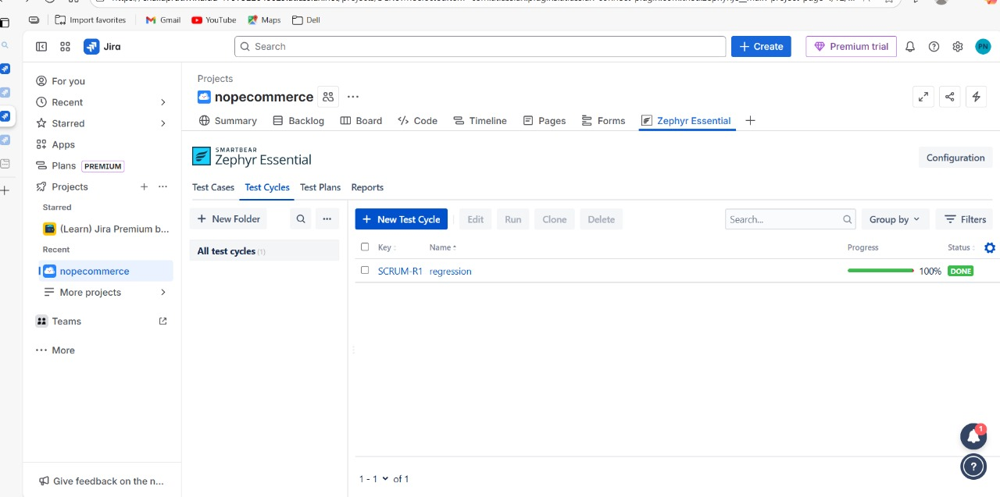 Import favorites
Gmail
YouTube
Maps
Dell
Jira
Search
Create
Premium trial
PN
For you
Recent
Starred
Apps
Plans PREMIUM
Projects
Starred
(Learn) Jira Premium b...
Recent
nopecommerce
More projects
Teams
More
Give feedback on the n...
Projects
nopecommerce
Summary
Backlog
Board
Code
Timeline
Pages
Forms
Zephyr Essential
SMARTBEAR
Zephyr Essential
Configuration
Test Cases
Test Cycles
Test Plans
Reports
New Folder
All test cycles (1)
New Test Cycle
Edit
Run
Clone
Delete
Search...
Group by
Filters
Key
Name
Progress
Status
SCRUM-R1 regression 100% DONE
1 - 1 of 1
1
?